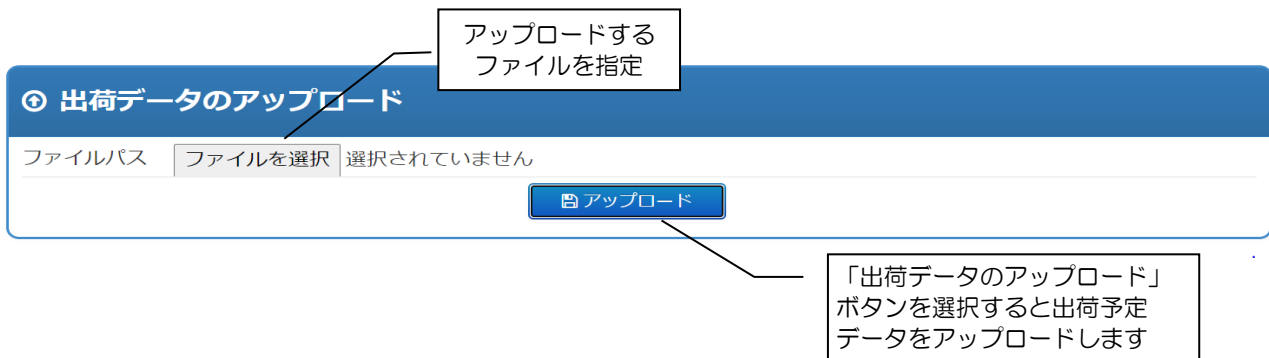 アップロードする
ファイルを指定
出荷データのアップロード
ファイルパス ファイルを選択 選択されていません
アップロード
「出荷データのアップロード」
ボタンを選択すると出荷予定
データをアップロードします